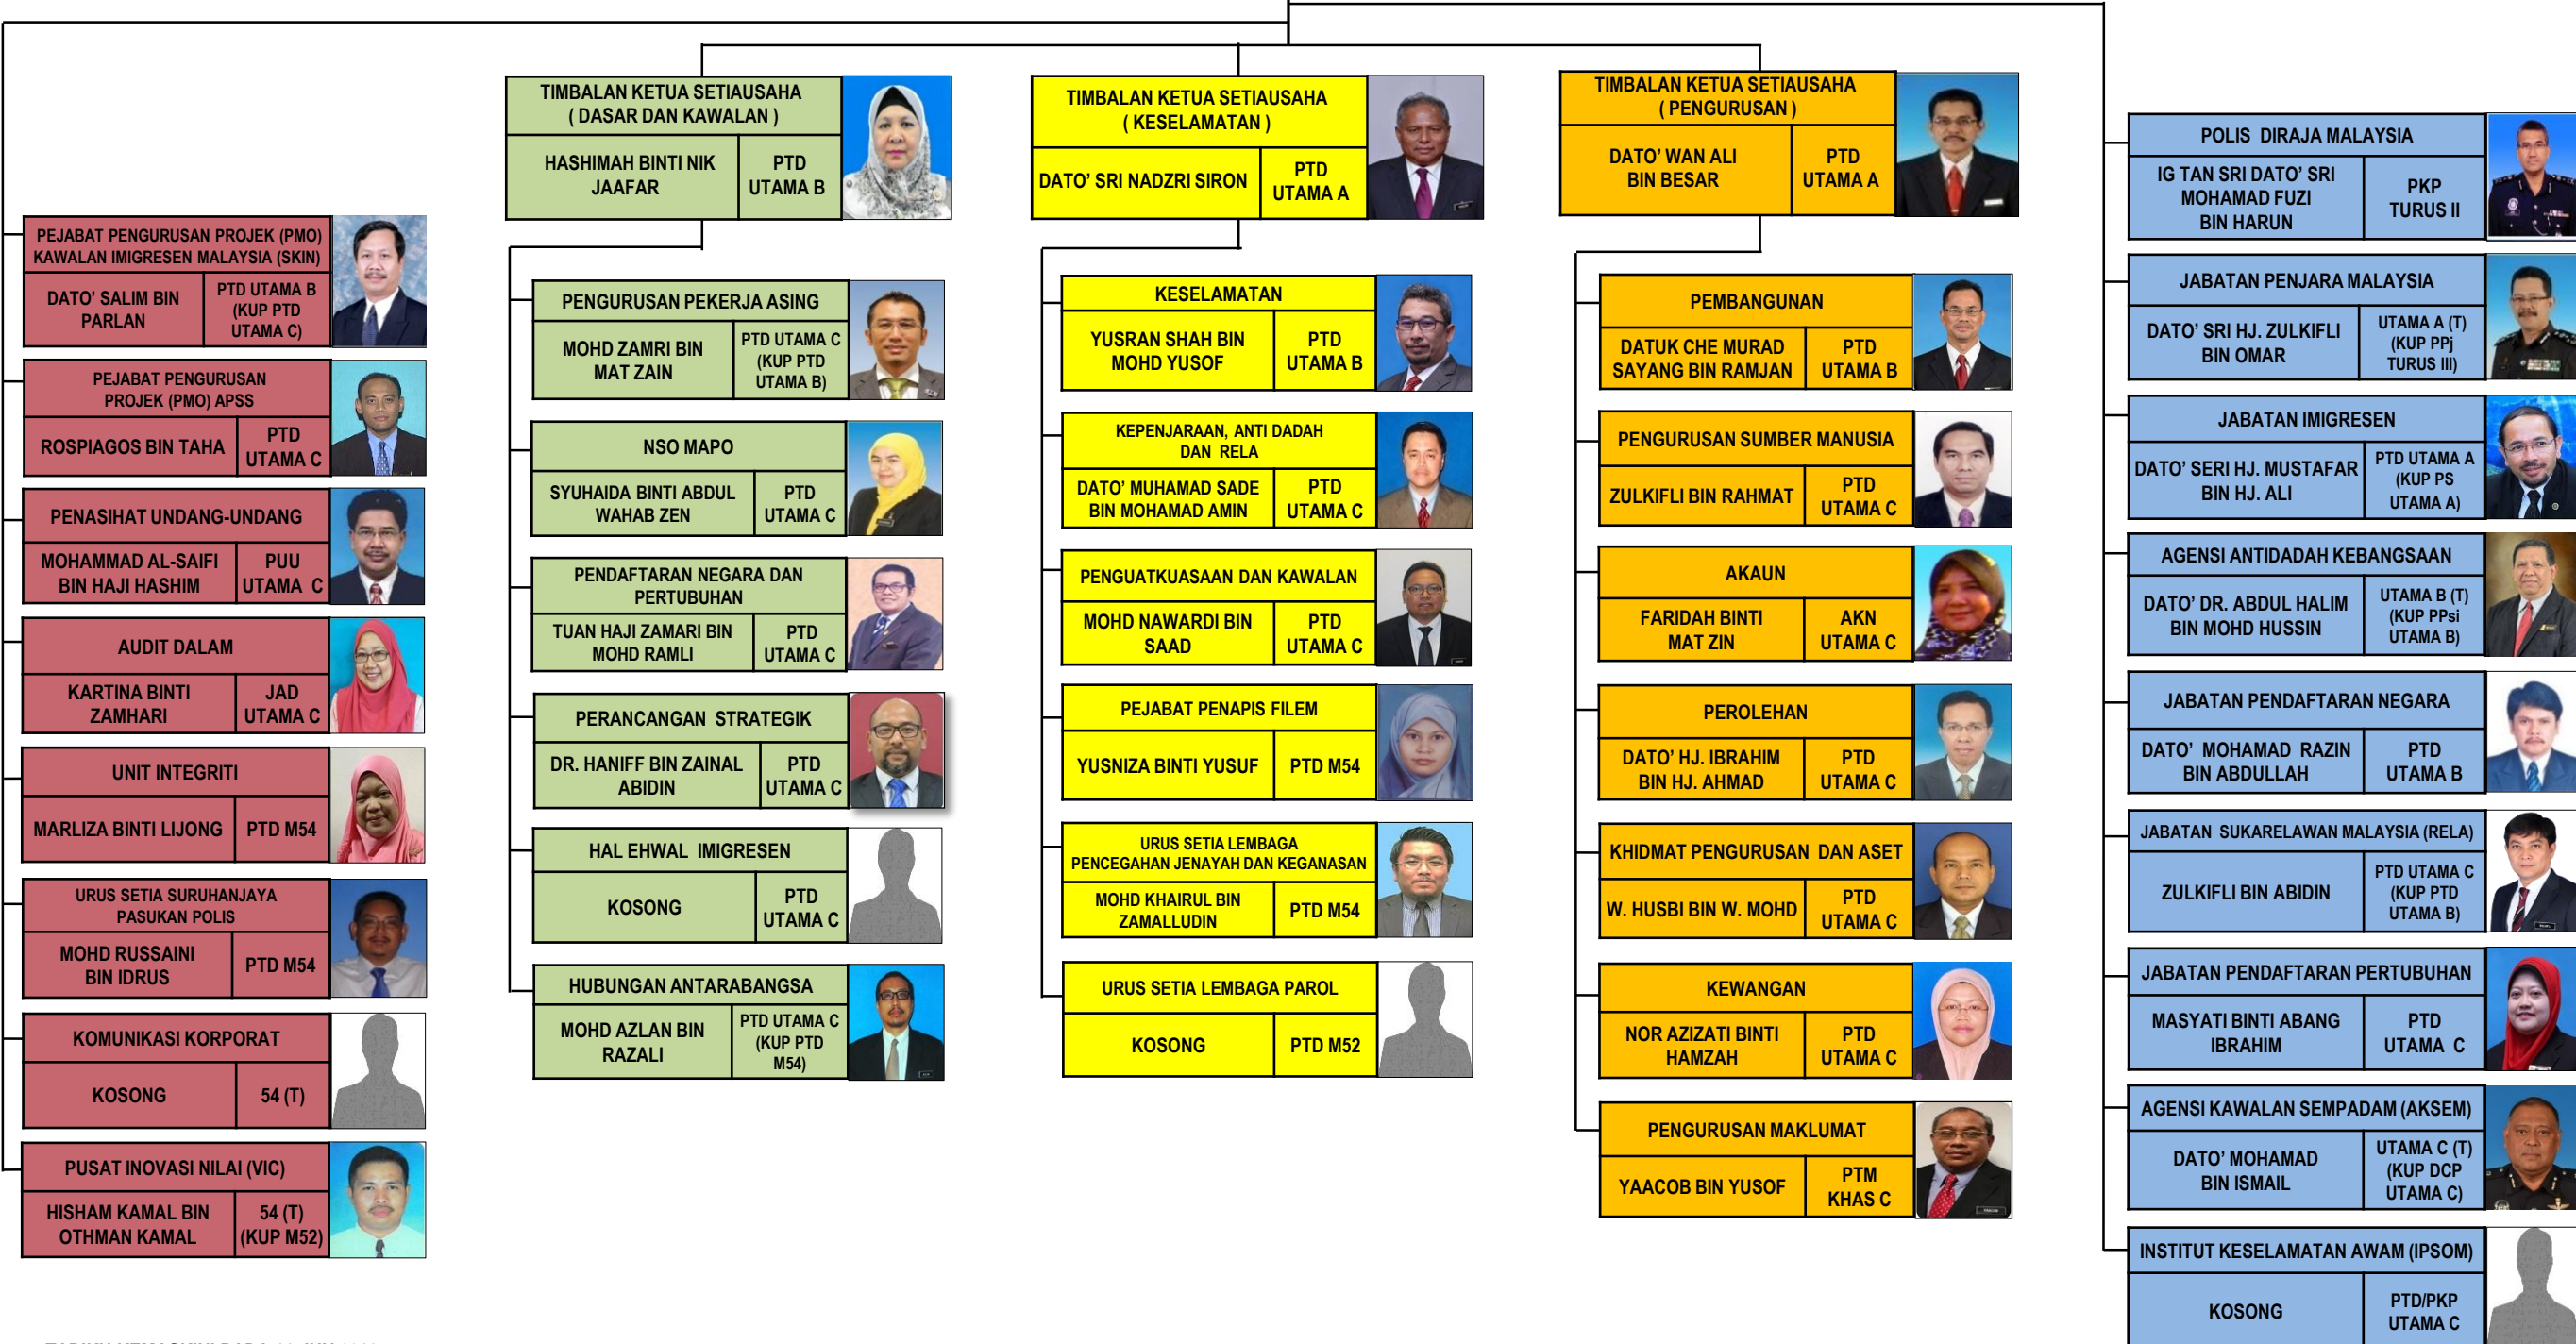 PEJABAT PENGURUSAN PROJEK (PMO)
KAWALAN IMIGRESEN MALAYSIA (SKIN)
DATO’ SALIM BIN
PARLAN
PTD UTAMA B
(KUP PTD
UTAMA C)
PEJABAT PENGURUSAN
PROJEK (PMO) APSS
ROSPIAGOS BIN TAHA
PTD
UTAMA C
PENASIHAT UNDANG-UNDANG
MOHAMMAD AL-SAIFI
BIN HAJI HASHIM
PUU
UTAMA C
AUDIT DALAM
KARTINA BINTI
ZAMHARI
JAD
UTAMA C
UNIT INTEGRITI
MARLIZA BINTI LIJONG
PTD M54
URUS SETIA SURUHANJAYA
PASUKAN POLIS
MOHD RUSSAINI
BIN IDRUS
PTD M54
KOMUNIKASI KORPORAT
KOSONG
54 (T)
PUSAT INOVASI NILAI (VIC)
HISHAM KAMAL BIN
OTHMAN KAMAL
54 (T)
(KUP M52)
TIMBALAN KETUA SETIAUSAHA
( DASAR DAN KAWALAN )
HASHIMAH BINTI NIK
JAAFAR
PTD
UTAMA B
PENGURUSAN PEKERJA ASING
MOHD ZAMRI BIN
MAT ZAIN
PTD UTAMA C
(KUP PTD
UTAMA B)
NSO MAPO
SYUHAIDA BINTI ABDUL
WAHAB ZEN
PTD
UTAMA C
PENDAFTARAN NEGARA DAN
PERTUBUHAN
TUAN HAJI ZAMARI BIN
MOHD RAMLI
PTD
UTAMA C
PERANCANGAN STRATEGIK
DR. HANIFF BIN ZAINAL
ABIDIN
PTD
UTAMA C
HAL EHWAL IMIGRESEN
KOSONG
PTD
UTAMA C
HUBUNGAN ANTARABANGSA
MOHD AZLAN BIN
RAZALI
PTD UTAMA C
(KUP PTD
M54)
TIMBALAN KETUA SETIAUSAHA
( KESELAMATAN )
DATO’ SRI NADZRI SIRON
PTD
UTAMA A
KESELAMATAN
YUSRAN SHAH BIN
MOHD YUSOF
PTD
UTAMA B
KEPENJARAAN, ANTI DADAH
DAN RELA
DATO’ MUHAMAD SADE
BIN MOHAMAD AMIN
PTD
UTAMA C
PENGUATKUASAAN DAN KAWALAN
MOHD NAWARDI BIN
SAAD
PTD
UTAMA C
PEJABAT PENAPIS FILEM
YUSNIZA BINTI YUSUF
PTD M54
URUS SETIA LEMBAGA
PENCEGAHAN JENAYAH DAN KEGANASAN
MOHD KHAIRUL BIN
ZAMALLUDIN
PTD M54
URUS SETIA LEMBAGA PAROL
KOSONG
PTD M52
TIMBALAN KETUA SETIAUSAHA
( PENGURUSAN )
DATO’ WAN ALI
BIN BESAR
PTD
UTAMA A
PEMBANGUNAN
DATUK CHE MURAD
SAYANG BIN RAMJAN
PTD
UTAMA B
PENGURUSAN SUMBER MANUSIA
ZULKIFLI BIN RAHMAT
PTD
UTAMA C
AKAUN
FARIDAH BINTI
MAT ZIN
AKN
UTAMA C
PEROLEHAN
DATO’ HJ. IBRAHIM
BIN HJ. AHMAD
PTD
UTAMA C
KHIDMAT PENGURUSAN DAN ASET
W. HUSBI BIN W. MOHD
PTD
UTAMA C
KEWANGAN
NOR AZIZATI BINTI
HAMZAH
PTD
UTAMA C
PENGURUSAN MAKLUMAT
YAACOB BIN YUSOF
PTM
KHAS C
POLIS DIRAJA MALAYSIA
IG TAN SRI DATO’ SRI
MOHAMAD FUZI
BIN HARUN
PKP
TURUS II
JABATAN PENJARA MALAYSIA
DATO’ SRI HJ. ZULKIFLI
BIN OMAR
UTAMA A (T)
(KUP PPj
TURUS III)
JABATAN IMIGRESEN
DATO’ SERI HJ. MUSTAFAR
BIN HJ. ALI
PTD UTAMA A
(KUP PS
UTAMA A)
AGENSI ANTIDADAH KEBANGSAAN
DATO’ DR. ABDUL HALIM
BIN MOHD HUSSIN
UTAMA B (T)
(KUP PPsi
UTAMA B)
JABATAN PENDAFTARAN NEGARA
DATO’ MOHAMAD RAZIN
BIN ABDULLAH
PTD
UTAMA B
JABATAN SUKARELAWAN MALAYSIA (RELA)
ZULKIFLI BIN ABIDIN
PTD UTAMA C
(KUP PTD
UTAMA B)
JABATAN PENDAFTARAN PERTUBUHAN
MASYATI BINTI ABANG
IBRAHIM
PTD
UTAMA C
AGENSI KAWALAN SEMPADAM (AKSEM)
DATO’ MOHAMAD
BIN ISMAIL
UTAMA C (T)
(KUP DCP
UTAMA C)
INSTITUT KESELAMATAN AWAM (IPSOM)
KOSONG
PTD/PKP
UTAMA C